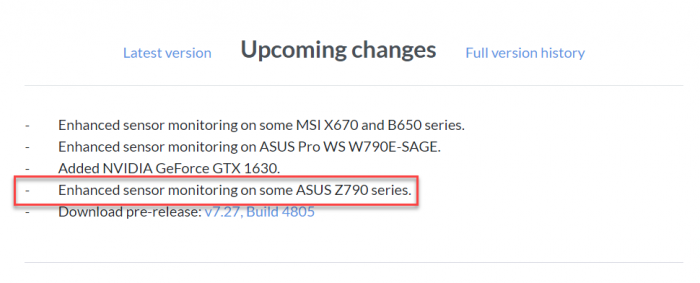 Latest version Upcoming changes Full version history
- Enhanced sensor monitoring on some MSI X670 and B650 series.
- Enhanced sensor monitoring on ASUS Pro WS W790E-SAGE.
- Added NVIDIA GeForce GTX 1630.
- Enhanced sensor monitoring on some ASUS Z790 series.
- Download pre-release: v7.27, Build 4805